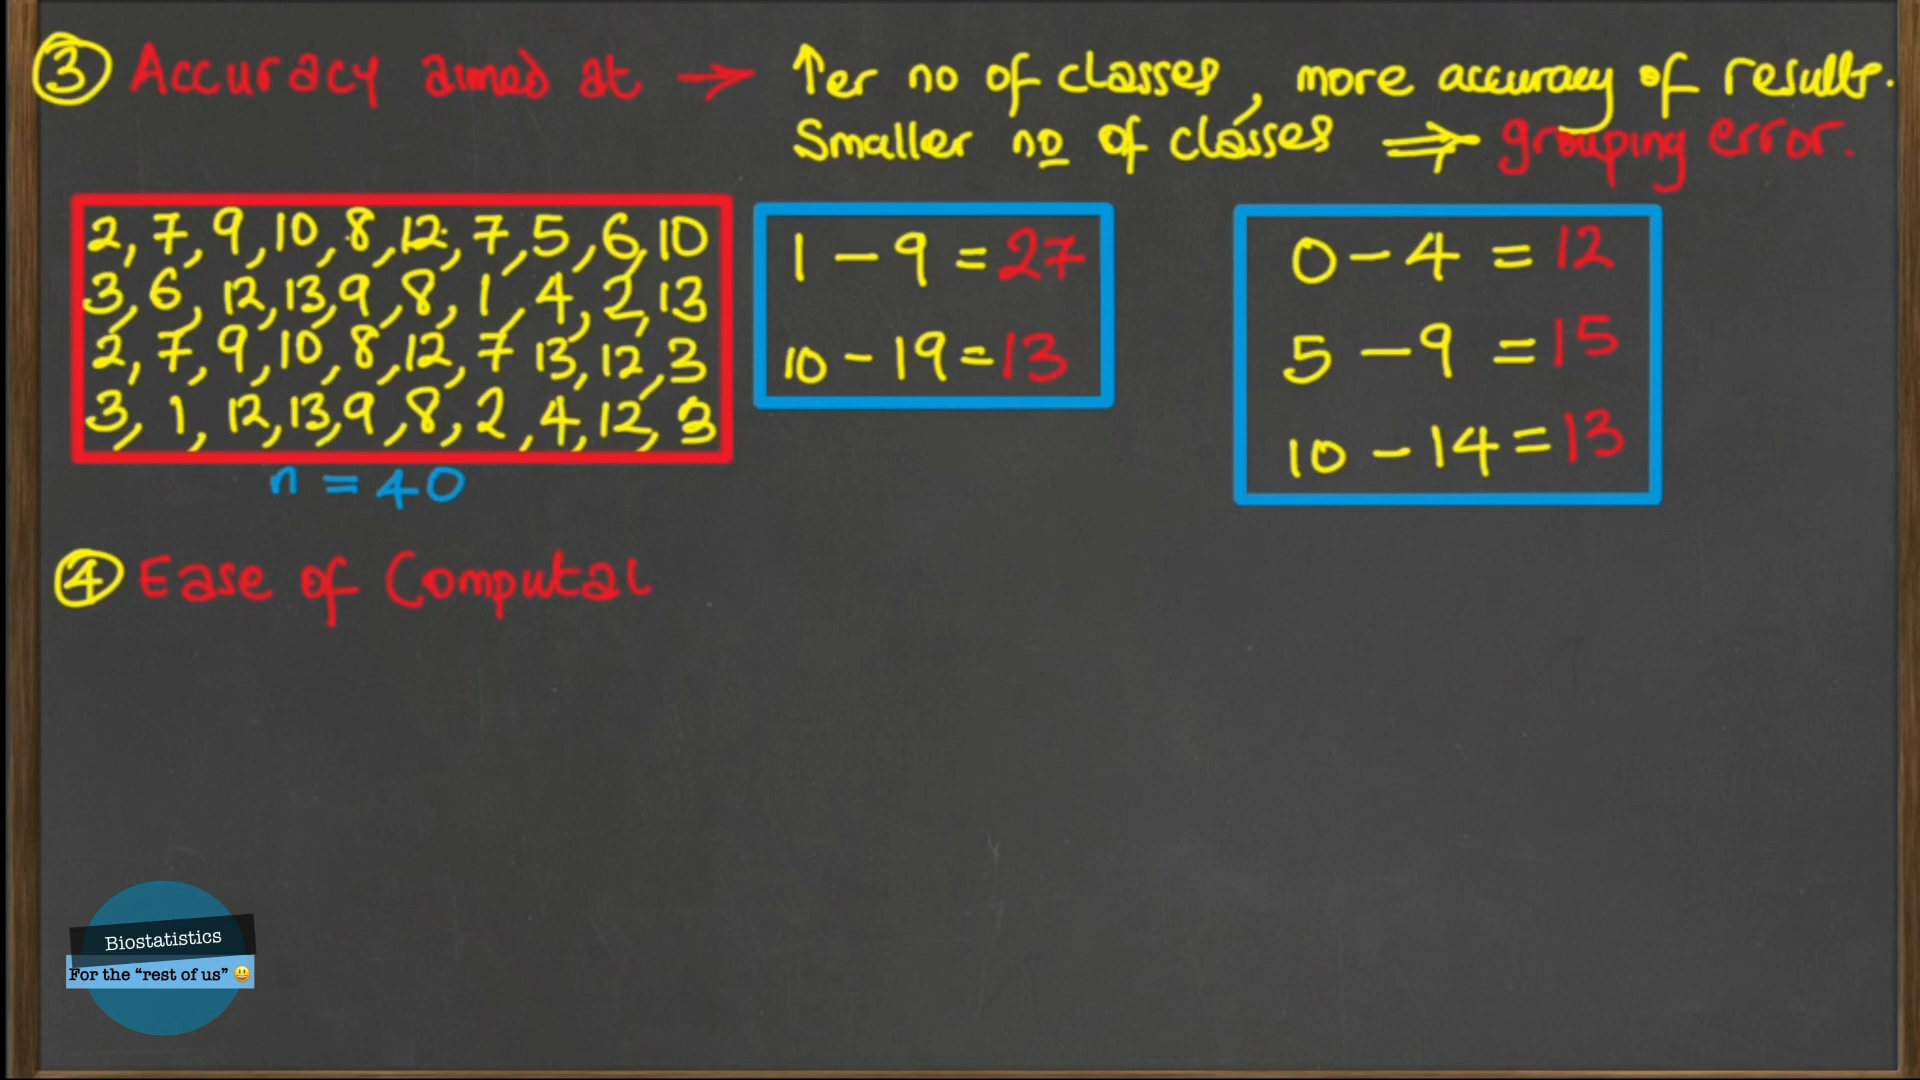 ③ Accuracy aimed at → ↑er no of classes, more accuracy of results.
Smaller no of classes ⇒ grouping error.
2, 7, 9, 10, 8, 12, 7, 5, 6, 10
3, 6, 12, 13, 9, 8, 1, 4, 2, 13
2, 7, 9, 10, 8, 12, 7 13, 12, 3
3, 1, 12, 13, 9, 8, 2, 4, 12, 3
n = 40
1 – 9 = 27
10 – 19 = 13
0 – 4 = 12
5 – 9 = 15
10 – 14 = 13
④ Ease of Computat
Biostatistics
For the “rest of us” 😃